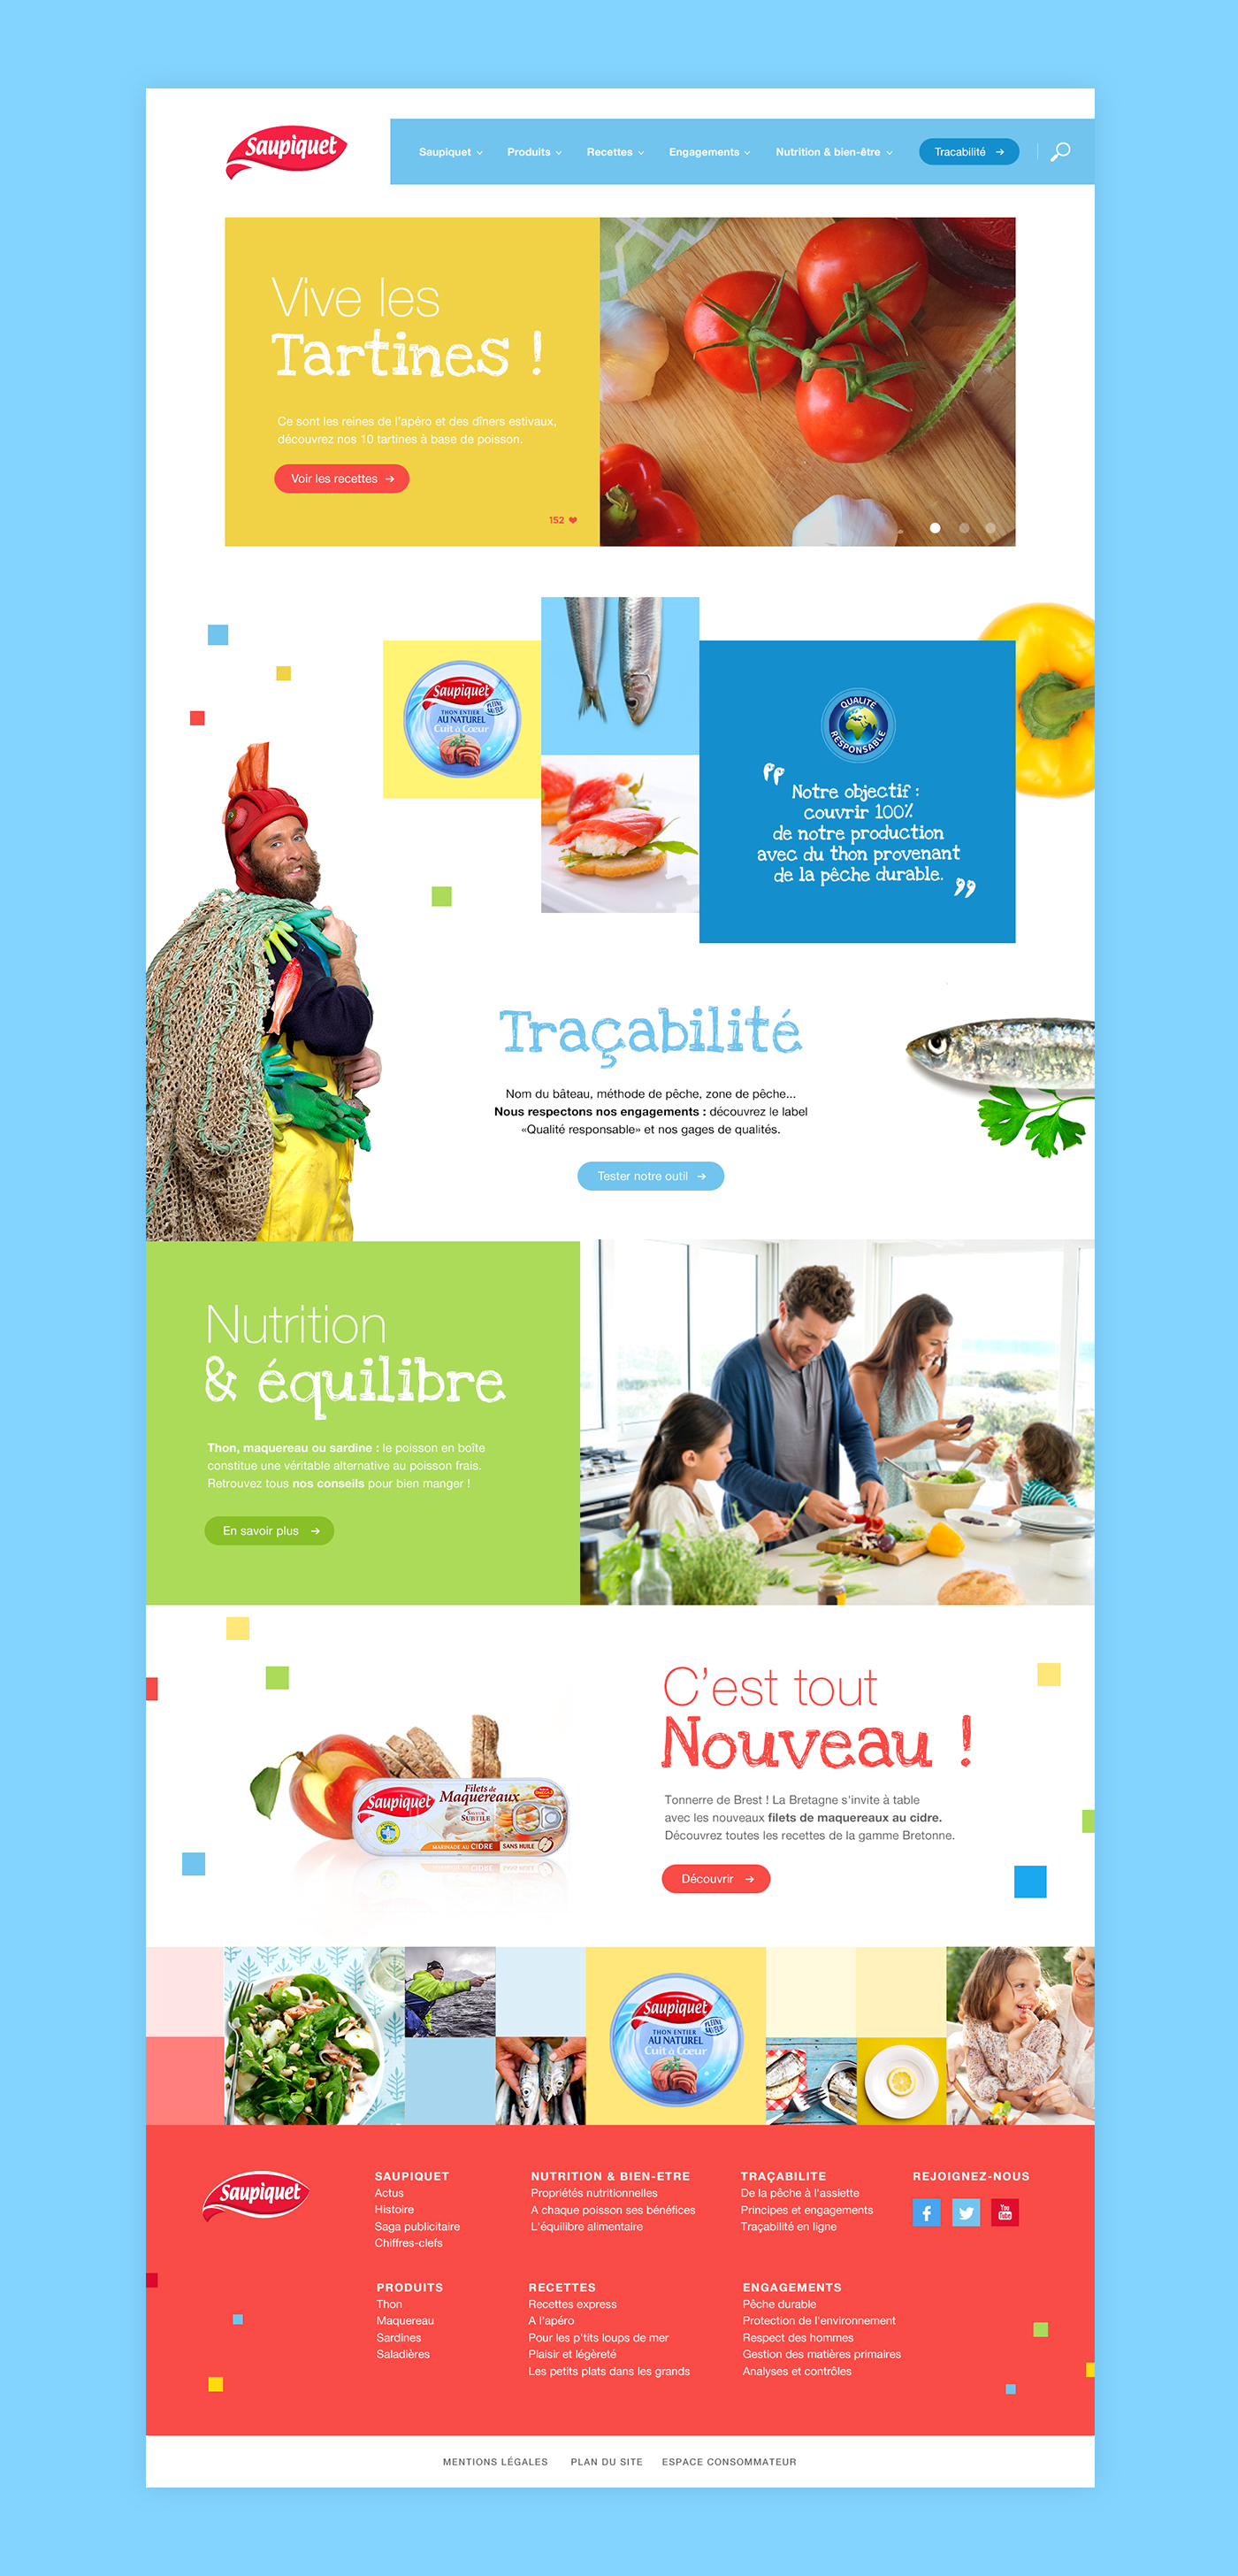 Saupiquet
Saupiquet
Produits
Recettes
Engagements
Nutrition & bien-être
Tracabilité
Vive les
Tartines !
Ce sont les reines de l'apéro et des dîners estivaux,
découvrez nos 10 tartines à base de poisson.
Voir les recettes
152
Saupiquet
THON ENTIER
AU NATUREL
Cuit à Cœur
PLEINE
SAVEUR
QUALITÉ
RESPONSABLE
Notre objectif :
couvrir 100%
de notre production
avec du thon provenant
de la pêche durable.
Traçabilité
Nom du bâteau, méthode de pêche, zone de pêche...
Nous respectons nos engagements : découvrez le label
«Qualité responsable» et nos gages de qualités.
Tester notre outil
Nutrition
& équilibre
Thon, maquereau ou sardine : le poisson en boîte
constitue une véritable alternative au poisson frais.
Retrouvez tous nos conseils pour bien manger !
En savoir plus
C'est tout
Nouveau !
Tonnerre de Brest ! La Bretagne s'invite à table
avec les nouveaux filets de maquereaux au cidre.
Découvrez toutes les recettes de la gamme Bretonne.
Découvrir
Saupiquet
Filets de
Maquereaux
SAVEUR
SUBTILE
MARINADE AU CIDRE
SANS HUILE
Saupiquet
THON ENTIER
AU NATUREL
Cuit à Cœur
PLEINE
SAVEUR
Saupiquet
SAUPIQUET
Actus
Histoire
Saga publicitaire
Chiffres-clefs
NUTRITION & BIEN-ETRE
Propriétés nutritionnelles
A chaque poisson ses bénéfices
L'équilibre alimentaire
TRAÇABILITE
De la pêche à l'assiette
Principes et engagements
Traçabilité en ligne
REJOIGNEZ-NOUS
You
Tube
PRODUITS
Thon
Maquereau
Sardines
Saladières
RECETTES
Recettes express
A l'apéro
Pour les p'tits loups de mer
Plaisir et légèreté
Les petits plats dans les grands
ENGAGEMENTS
Pêche durable
Protection de l'environnement
Respect des hommes
Gestion des matières primaires
Analyses et contrôles
MENTIONS LÉGALES
PLAN DU SITE
ESPACE CONSOMMATEUR